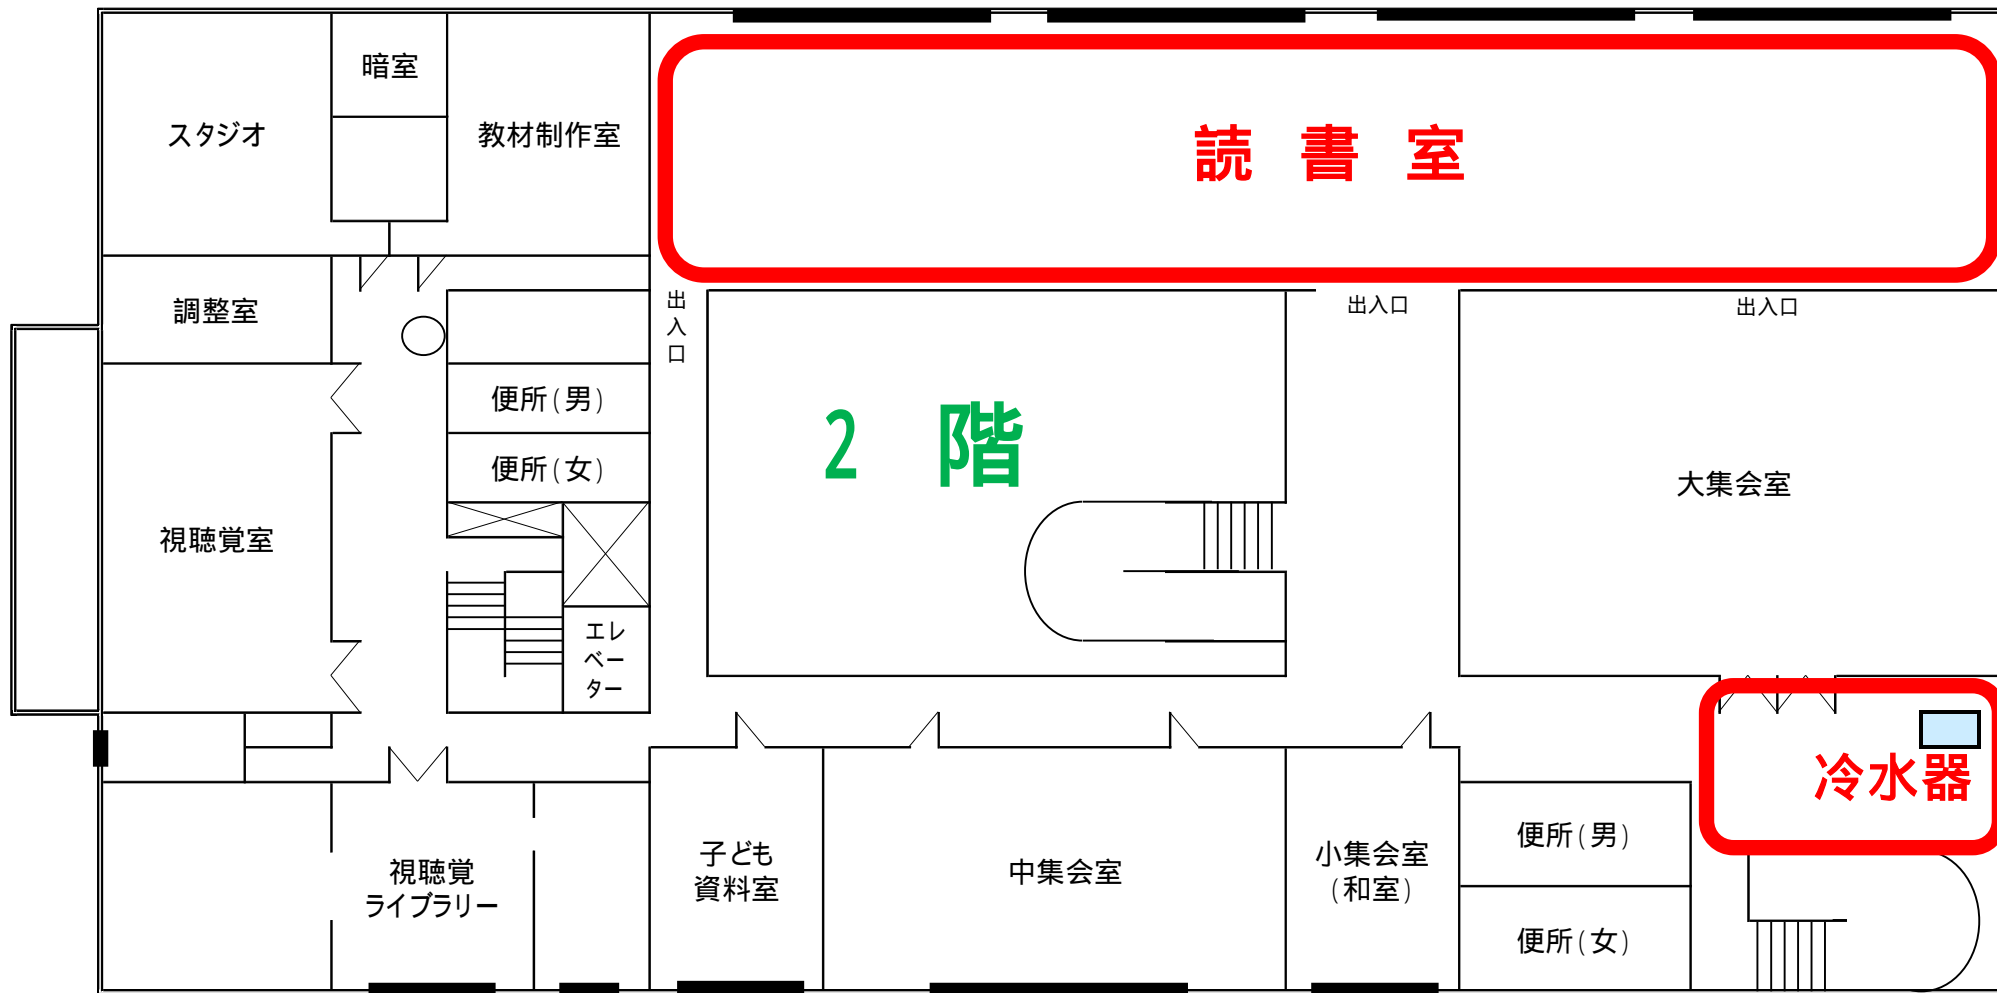 暗室
スタジオ
教材制作室
読書室
調整室
出入口
出入口
出入口
便所(男)
便所(女)
2階
大集会室
視聴覚室
エレ
ベー
ター
冷水器
子ども
資料室
視聴覚
ライブラリー
中集会室
小集会室
(和室)
便所(男)
便所(女)